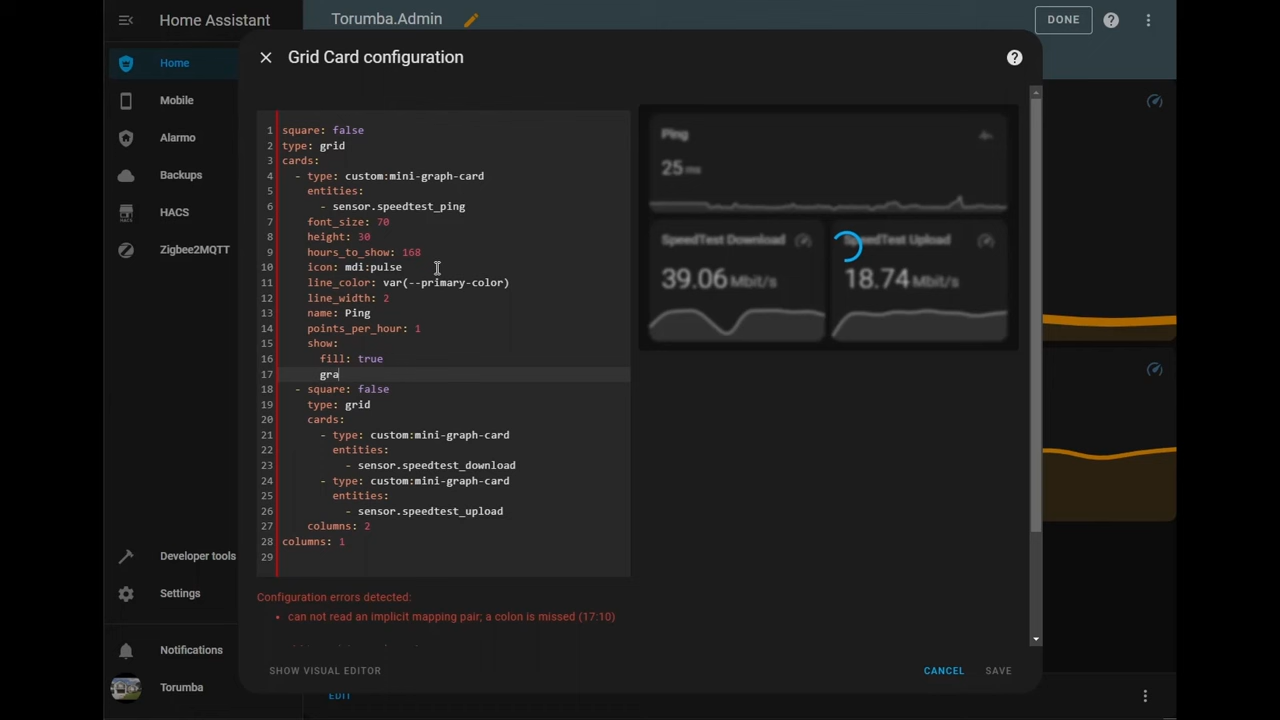 Home Assistant
Torumba.Admin
DONE
Home
Mobile
Alarmo
Backups
HACS
HACS
Zigbee2MQTT
Developer tools
Settings
Notifications
Torumba
Grid Card configuration
1 square: false
2 type: grid
3 cards:
4 - type: custom:mini-graph-card
5 entities:
6 - sensor.speedtest_ping
7 font_size: 70
8 height: 30
9 hours_to_show: 168
10 icon: mdi:pulse
11 line_color: var(--primary-color)
12 line_width: 2
13 name: Ping
14 points_per_hour: 1
15 show:
16 fill: true
17 gra
18 - square: false
19 type: grid
20 cards:
21 - type: custom:mini-graph-card
22 entities:
23 - sensor.speedtest_download
24 - type: custom:mini-graph-card
25 entities:
26 - sensor.speedtest_upload
27 columns: 2
28 columns: 1
29
Configuration errors detected:
• can not read an implicit mapping pair; a colon is missed (17:10)
Ping
25 ms
SpeedTest Download
39.06 Mbit/s
SpeedTest Upload
18.74 Mbit/s
SHOW VISUAL EDITOR
CANCEL
SAVE
EDIT